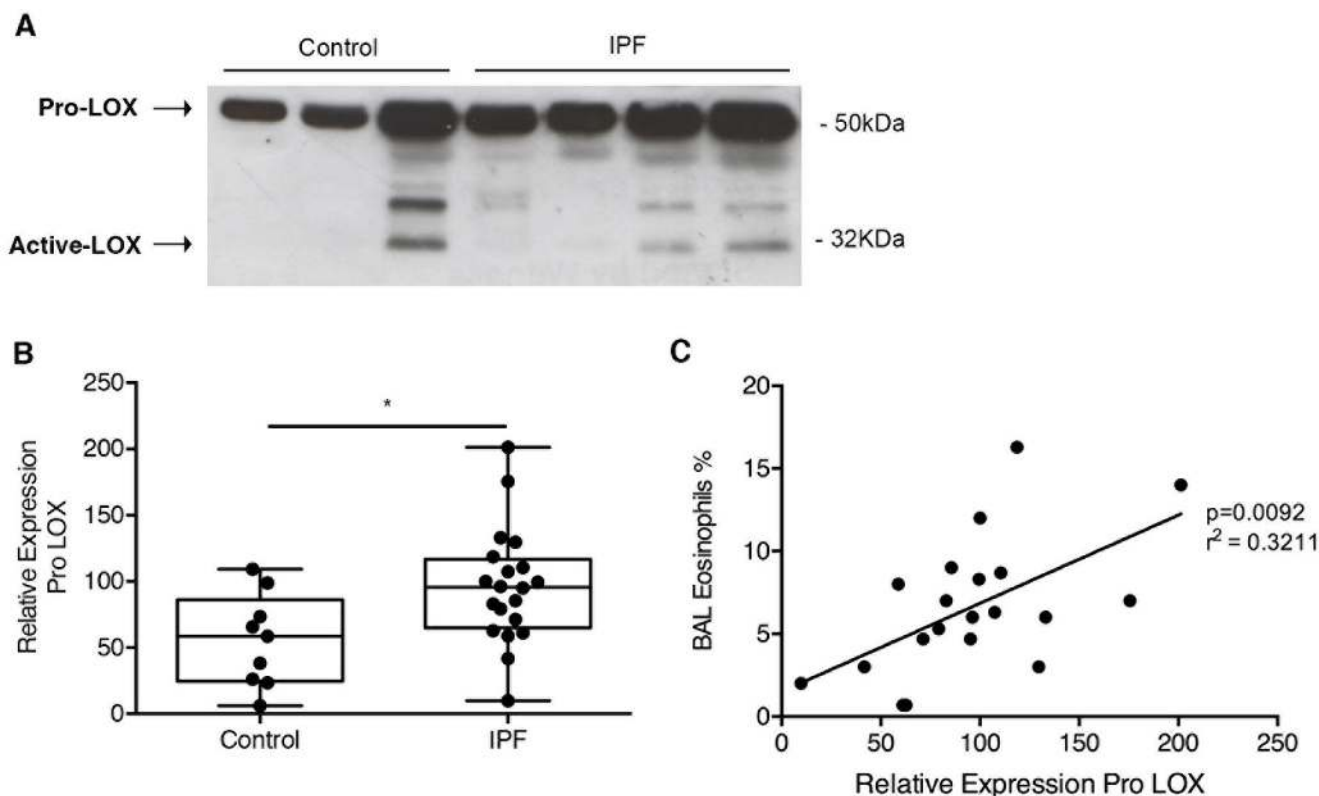 A
Control
IPF
Pro-LOX
- 50kDa
Active-LOX
- 32KDa
B
250
200
150
100
50
0
Relative Expression
Pro LOX
*
Control
IPF
C
20
15
10
5
0
BAL Eosinophils %
p=0.0092
r² = 0.3211
0
50
100
150
200
250
Relative Expression Pro LOX